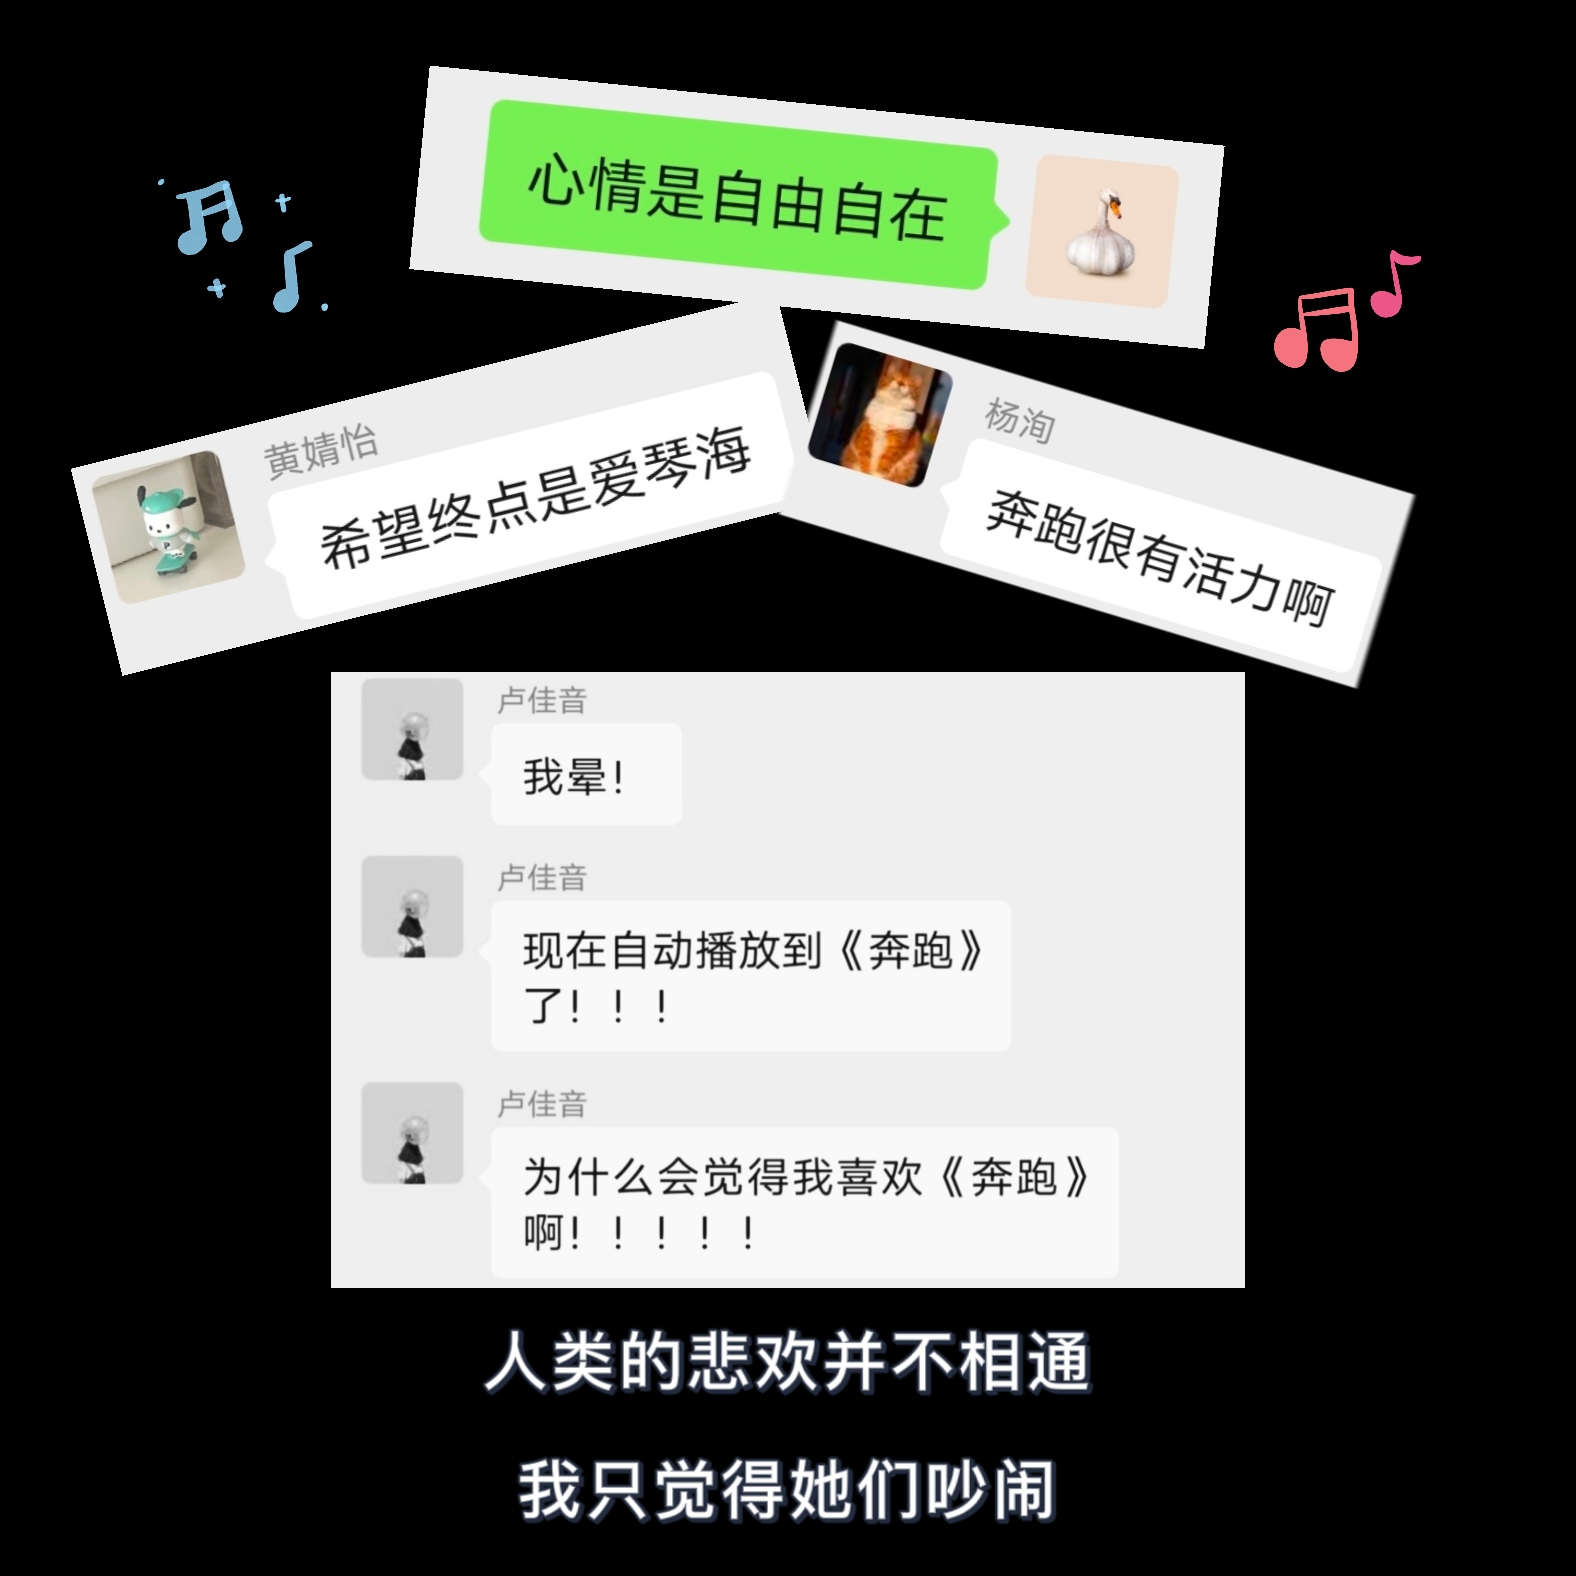 心情是自由自在
黄婧怡
希望终点是爱琴海
杨洵
奔跑很有活力啊
卢佳音
我晕！
卢佳音
现在自动播放到《奔跑》
了！！！
卢佳音
为什么会觉得我喜欢《奔跑》
啊！！！！！
人类的悲欢并不相通
我只觉得她们吵闹